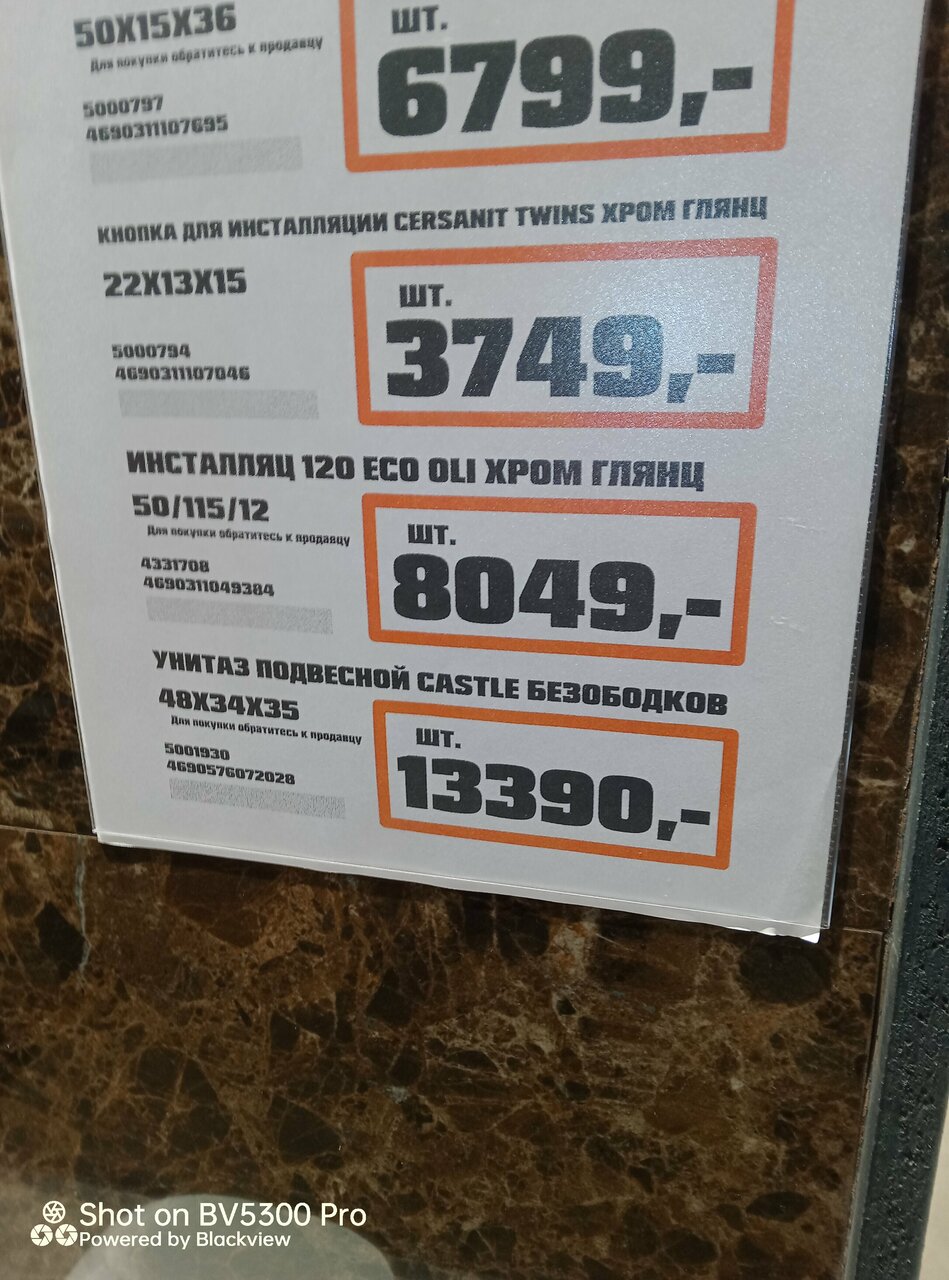 50X15X36
Для покупки обратитесь к продавцу
5000797
4690311107695
ШТ.
6799,-
КНОПКА ДЛЯ ИНСТАЛЛЯЦИИ CERSANIT TWINS ХРОМ ГЛЯНЦ
22X13X15
5000794
4690311107046
ШТ.
3749,-
ИНСТАЛЛЯЦ 120 ECO OLI ХРОМ ГЛЯНЦ
50/115/12
Для покупки обратитесь к продавцу
4331708
4690311049384
ШТ.
8049,-
УНИТАЗ ПОДВЕСНОЙ CASTLE БЕЗОБОДКОВ
48X34X35
Для покупки обратитесь к продавцу
5001930
4690576072028
ШТ.
13390,-
Shot on BV5300 Pro
Powered by Blackview